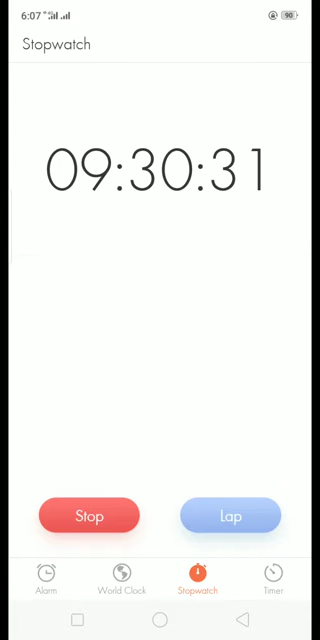 6:07
90
Stopwatch
09:30:31
Stop
Lap
Alarm
World Clock
Stopwatch
Timer